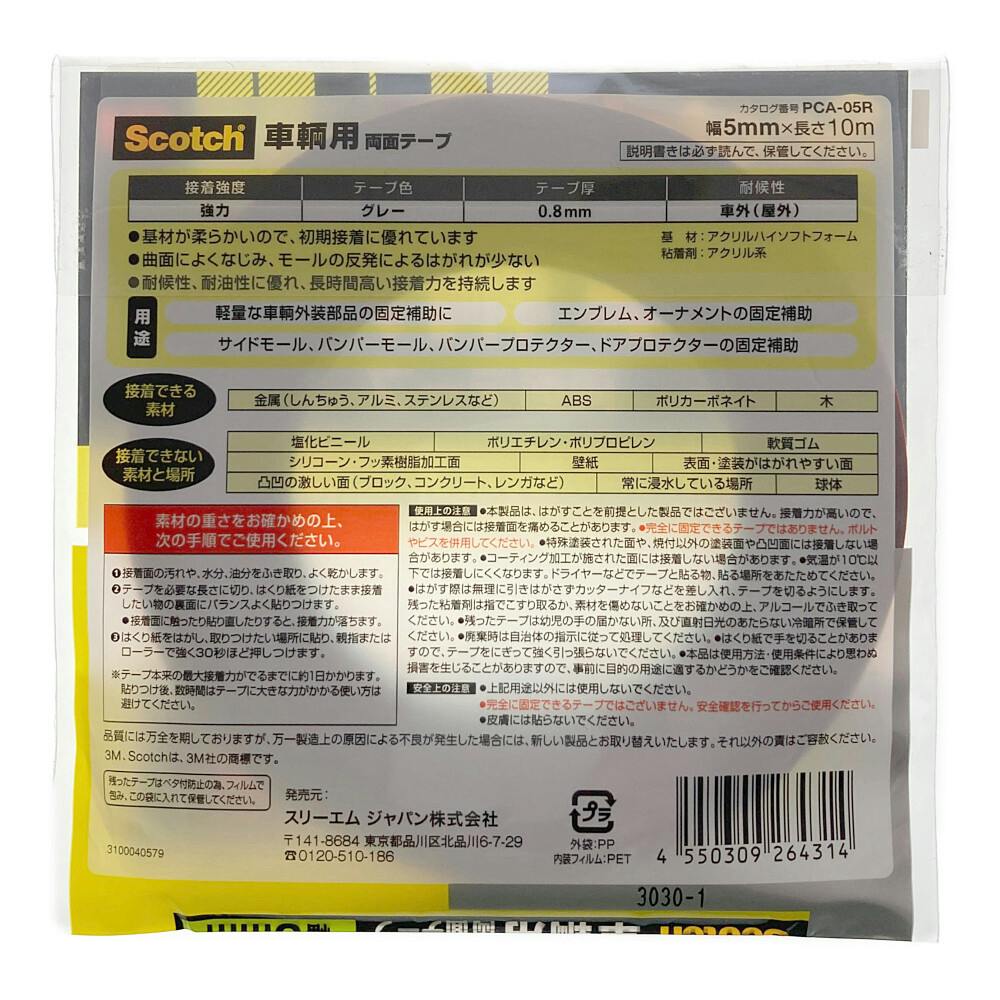 カタログ番号 PCA-05R
Scotch 車輌用 両面テープ
幅5mm×長さ10m
説明書きは必ず読んで、保管してください。
接着強度 テープ色 テープ厚 耐候性
強力 グレー 0.8mm 車外(屋外)
●基材が柔らかいので、初期接着に優れています
●曲面によくなじみ、モールの反発によるはがれが少ない
●耐候性、耐油性に優れ、長時間高い接着力を持続します
基 材:アクリルハイソフトフォーム
粘着剤:アクリル系
用途
軽量な車輌外装部品の固定補助に エンブレム、オーナメントの固定補助
サイドモール、バンパーモール、バンパープロテクター、ドアプロテクターの固定補助
接着できる
素材
金属(しんちゅう、アルミ、ステンレスなど) ABS ポリカーボネイト 木
接着できない
素材と場所
塩化ビニール ポリエチレン・ポリプロピレン 軟質ゴム
シリコーン・フッ素樹脂加工面 壁紙 表面・塗装がはがれやすい面
凸凹の激しい面(ブロック、コンクリート、レンガなど) 常に浸水している場所 球体
素材の重さをお確かめの上、
次の手順でご使用ください。
❶接着面の汚れや、水分、油分をふき取り、よく乾かします。
❷テープを必要な長さに切り、はくり紙をつけたまま接着
したい物の裏面にバランスよく貼りつけます。
●接着面に触ったり貼り直したりすると、接着力が落ちます。
❸はくり紙をはがし、取りつけたい場所に貼り、親指または
ローラーで強く30秒ほど押しつけます。
※テープ本来の最大接着力がでるまでに約1日かかります。
貼りつけ後、数時間はテープに大きな力がかかる使い方は
避けてください。
使用上の注意 ●本製品は、はがすことを前提とした製品ではございません。接着力が高いので、
はがす場合には接着面を痛めることがあります。●完全に固定できるテープではありません。ボルト
やビスを併用してください。●特殊塗装された面や、焼付以外の塗装面や凸凹面には接着しない場
合があります。●コーティング加工が施された面には接着しない場合があります。●気温が10℃以
下では接着しにくくなります。ドライヤーなどでテープと貼る物、貼る場所をあたためてください。
●はがす際は無理に引きはがさずカッターナイフなどを差し入れ、テープを切るようにします。
残った粘着剤は指でこすり取るか、素材を傷めないことをお確かめの上、アルコールでふき取って
ください。●残ったテープは幼児の手の届かない所、及び直射日光のあたらない冷暗所で保管して
ください。●廃棄時は自治体の指示に従って処理してください。●はくり紙で手を切ることがありま
すので、テープをにぎって強く引っ張らないでください。●本品は使用方法・使用条件により思わぬ
損害を生じることがありますので、事前に目的の用途に適するかどうかをご確認ください。
安全上の注意 ●上記用途以外には使用しないでください。
●完全に固定できるテープではございません。安全確認を行ってからご使用ください。
●皮膚には貼らないでください。
品質には万全を期しておりますが、万一製造上の原因による不良が発生した場合には、新しい製品とお取り替えいたします。それ以外の責はご容赦ください。
3M、Scotchは、3M社の商標です。
残ったテープはベタ付防止の為、フィルムで
包み、この袋に入れて保管してください。
発売元:
スリーエム ジャパン株式会社
〒141-8684 東京都品川区北品川6-7-29
☎0120-510-186
3100040579
プラ
外袋:PP
内装フィルム:PET
4 550309 264314
3030-1
Scotch 車輌用 両面テープ